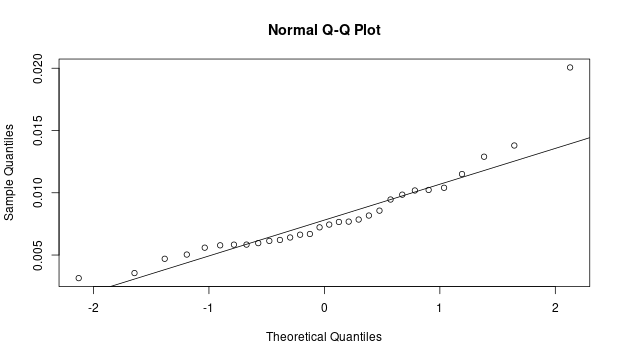 Normal Q-Q Plot
Sample Quantiles
0.020
0.015
0.010
0.005
-2 -1 0 1 2
Theoretical Quantiles